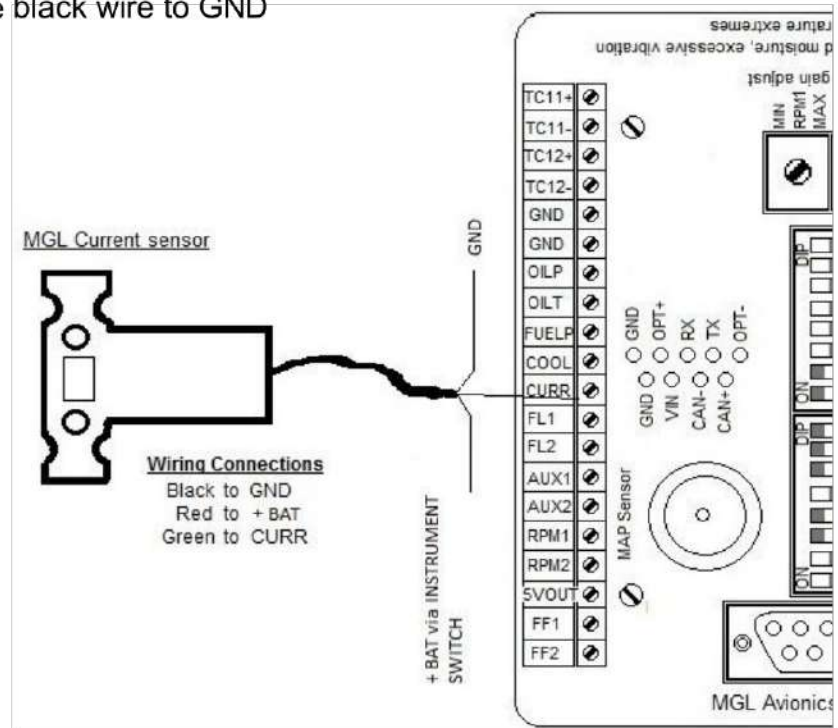 e black wire to GND
rature extremes
d moisture, excessive vibration
gain adjust
MIN
RPM1
MAX
TC11+
TC11-
TC12+
TC12-
GND
GND
OILP
OILT
FUELP
COOL
CURR
FL1
FL2
AUX1
AUX2
RPM1
RPM2
5VOUT
FF1
FF2
MGL Current sensor
GND
Wiring Connections
Black to GND
Red to + BAT
Green to CURR
+ BAT via INSTRUMENT
SWITCH
GND
OPT+
RX
TX
OPT-
GND
VIN
CAN-
CAN+
DIP
ON
DIP
ON
MAP Sensor
MGL Avionics